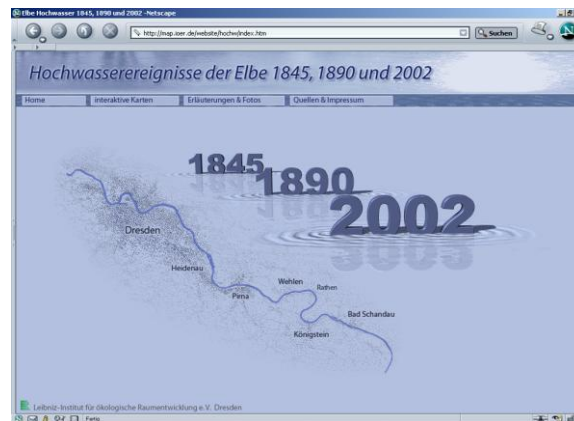 Elbe Hochwasser 1845, 1890 und 2002 - Netscape
http://map.ioer.de/website/hochw/index.htm
Suchen
Hochwasserereignisse der Elbe 1845, 1890 und 2002
Home interaktive Karten Erläuterungen & Fotos Quellen & Impressum
1845
1890
2002
Dresden
Heidenau
Pirna
Wehlen
Rathen
Königstein
Bad Schandau
Leibniz-Institut für ökologische Raumentwicklung e.V. Dresden
Fertig